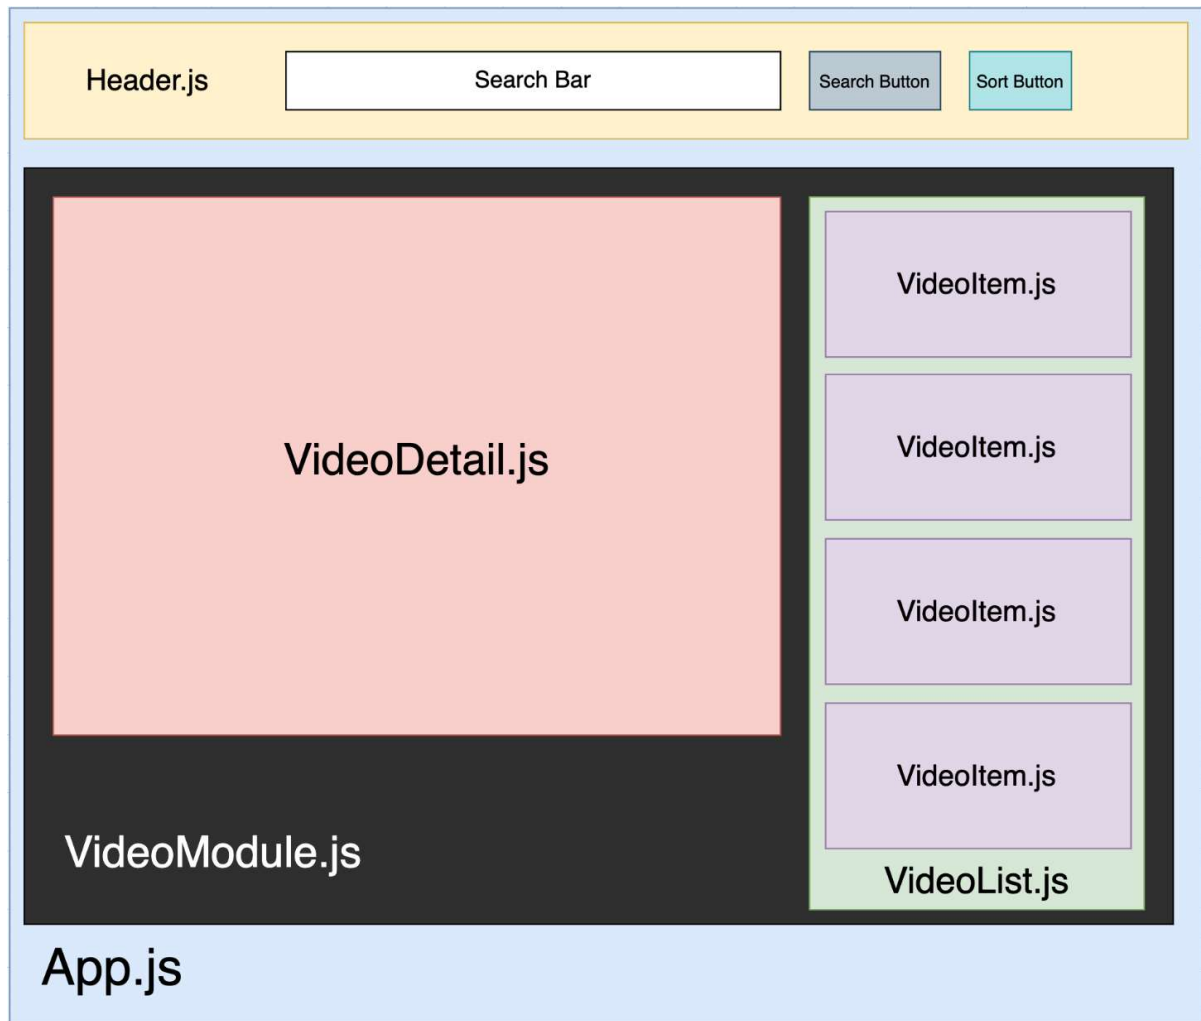 Header.js
Search Bar
Search Button
Sort Button
VideoDetail.js
VideoItem.js
VideoItem.js
VideoItem.js
VideoItem.js
VideoModule.js
VideoList.js
App.js